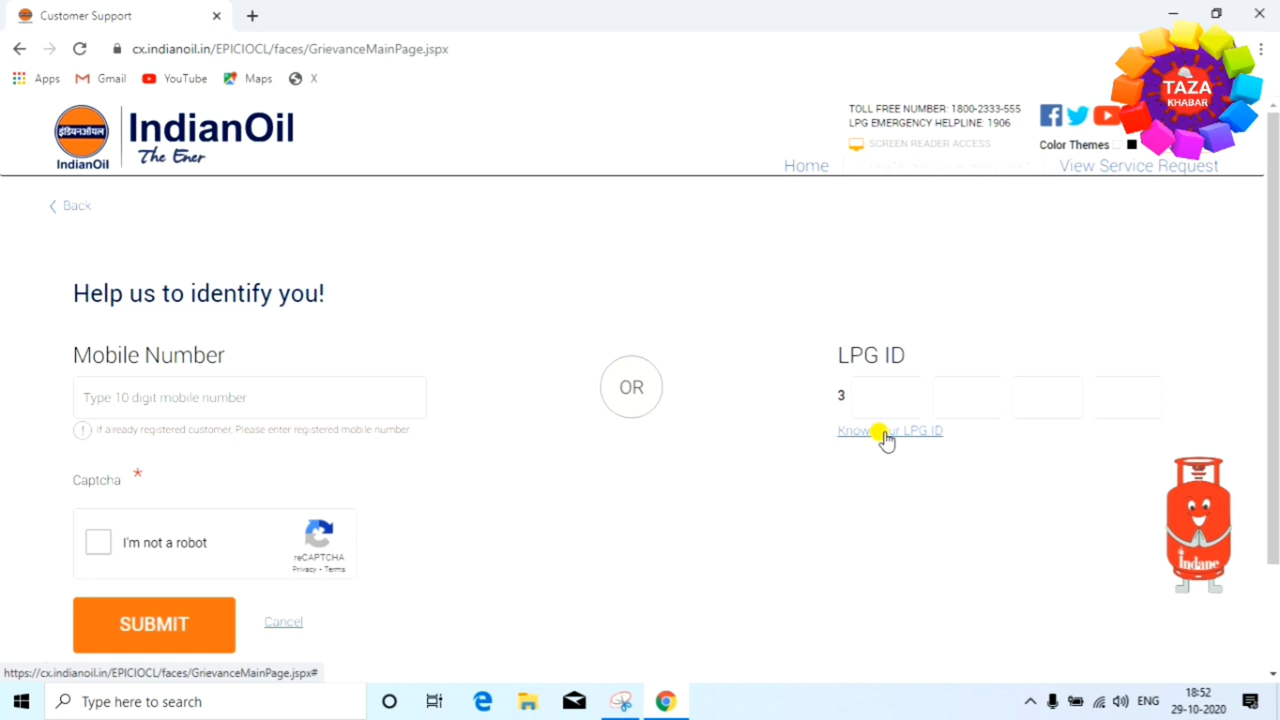 Customer Support
cx.indianoil.in/EPICIOCL/faces/GrievanceMainPage.jspx
Apps Gmail YouTube Maps X
TAZA
KHABAR
इंडियनऑयल
IndianOil
IndianOil
The Ener
TOLL FREE NUMBER: 1800-2333-555
LPG EMERGENCY HELPLINE: 1906
SCREEN READER ACCESS
Color Themes
Home
View Service Request
Back
Help us to identify you!
Mobile Number
Type 10 digit mobile number
If already registered customer, Please enter registered mobile number
OR
LPG ID
3
Know LPG ID
Captcha *
I'm not a robot
reCAPTCHA
Privacy - Terms
Indane
SUBMIT
Cancel
https://cx.indianoil.in/EPICIOCL/faces/GrievanceMainPage.jspx#
Type here to search
ENG
18:52
29-10-2020